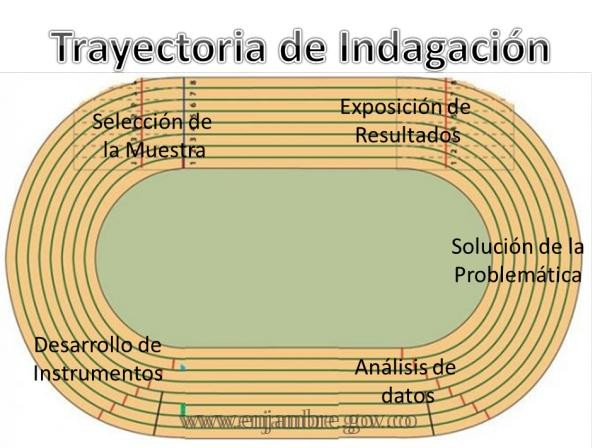 Trayectoria de Indagación
Selección de
la Muestra
Exposición de
Resultados
Solución de la
Problemática
Desarrollo de
Instrumentos
Análisis de
datos
www.enjambre.gov.co